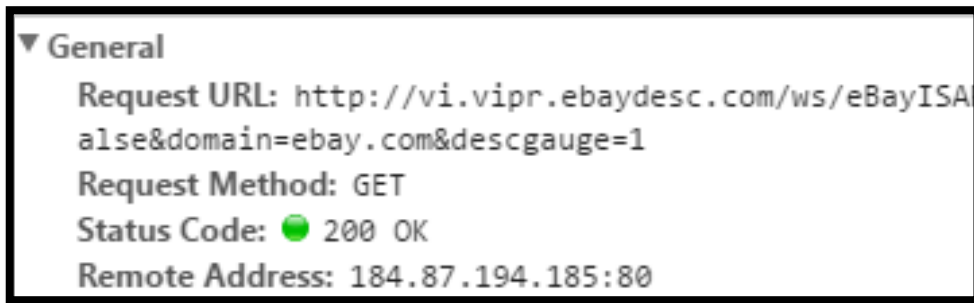 General
Request URL: http://vi.vipr.ebaydesc.com/ws/eBayISA
alse&domain=ebay.com&descgauge=1
Request Method: GET
Status Code: 200 OK
Remote Address: 184.87.194.185:80